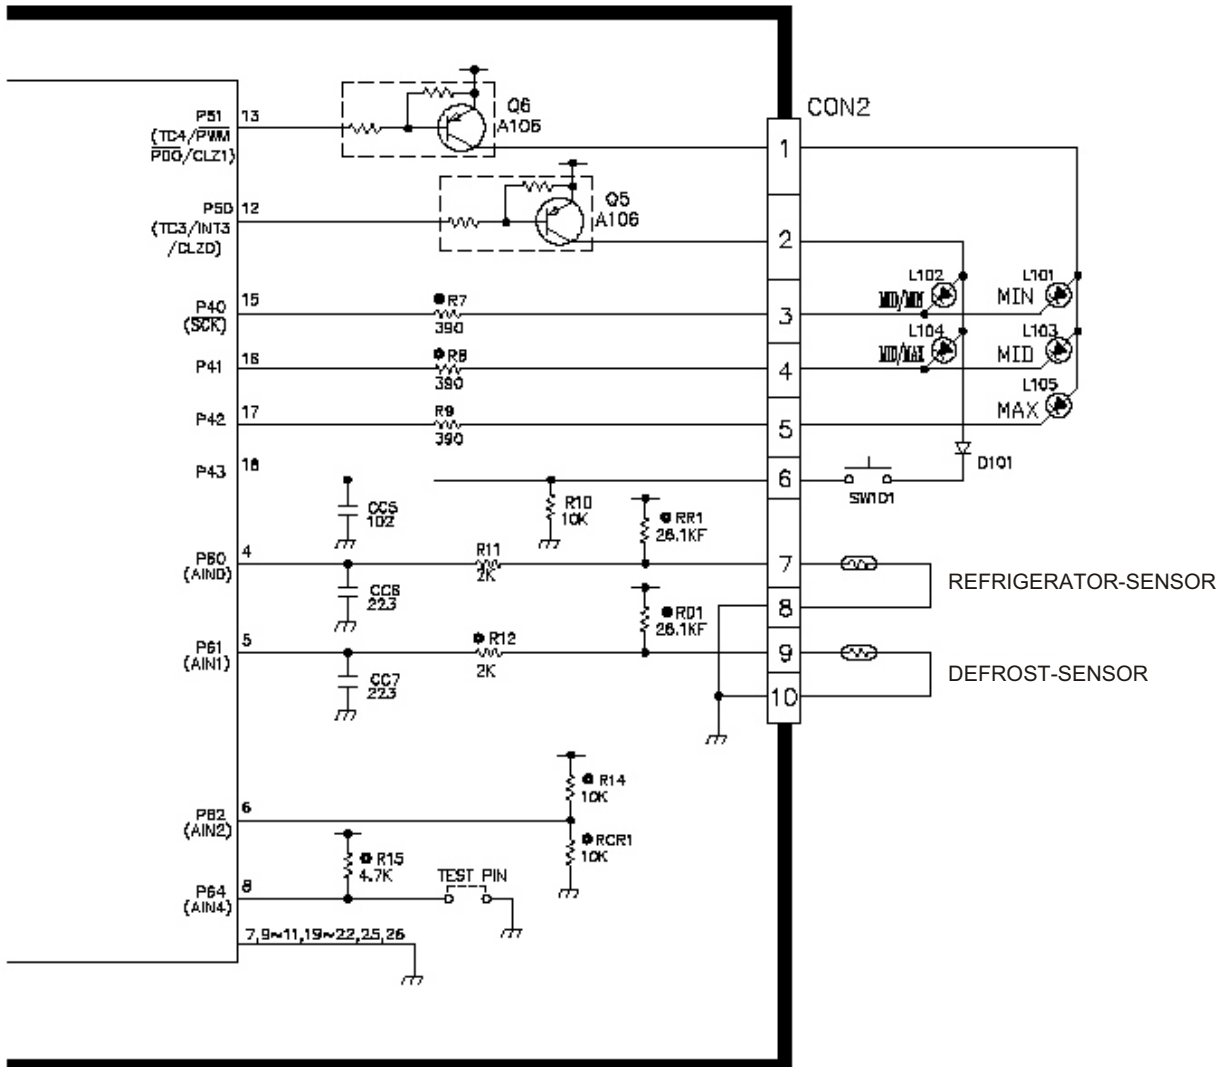 CON2
P51 13
(TC4/PWM
PDO/CLZ1)
Q6
A106
1
P50 12
(TC3/INT3
/CLZ0)
Q5
A106
2
P40 15
(SCK)
R7
390
3
L102
MID/MIN
L101
MIN
P41 16
R8
390
4
L104
MID/MAX
L103
MID
P42 17
R9
390
5
L105
MAX
P43 18
6
SW101
D101
CC5
102
R10
10K
RR1
26.1KF
P60 4
(AIN0)
R11
2K
7
REFRIGERATOR-SENSOR
CC6
223
8
RD1
26.1KF
P61 5
(AIN1)
R12
2K
9
DEFROST-SENSOR
CC7
223
10
R14
10K
P62 6
(AIN2)
RCR1
10K
R15
4.7K
TEST PIN
P64 8
(AIN4)
7,9~11,19~22,25,26